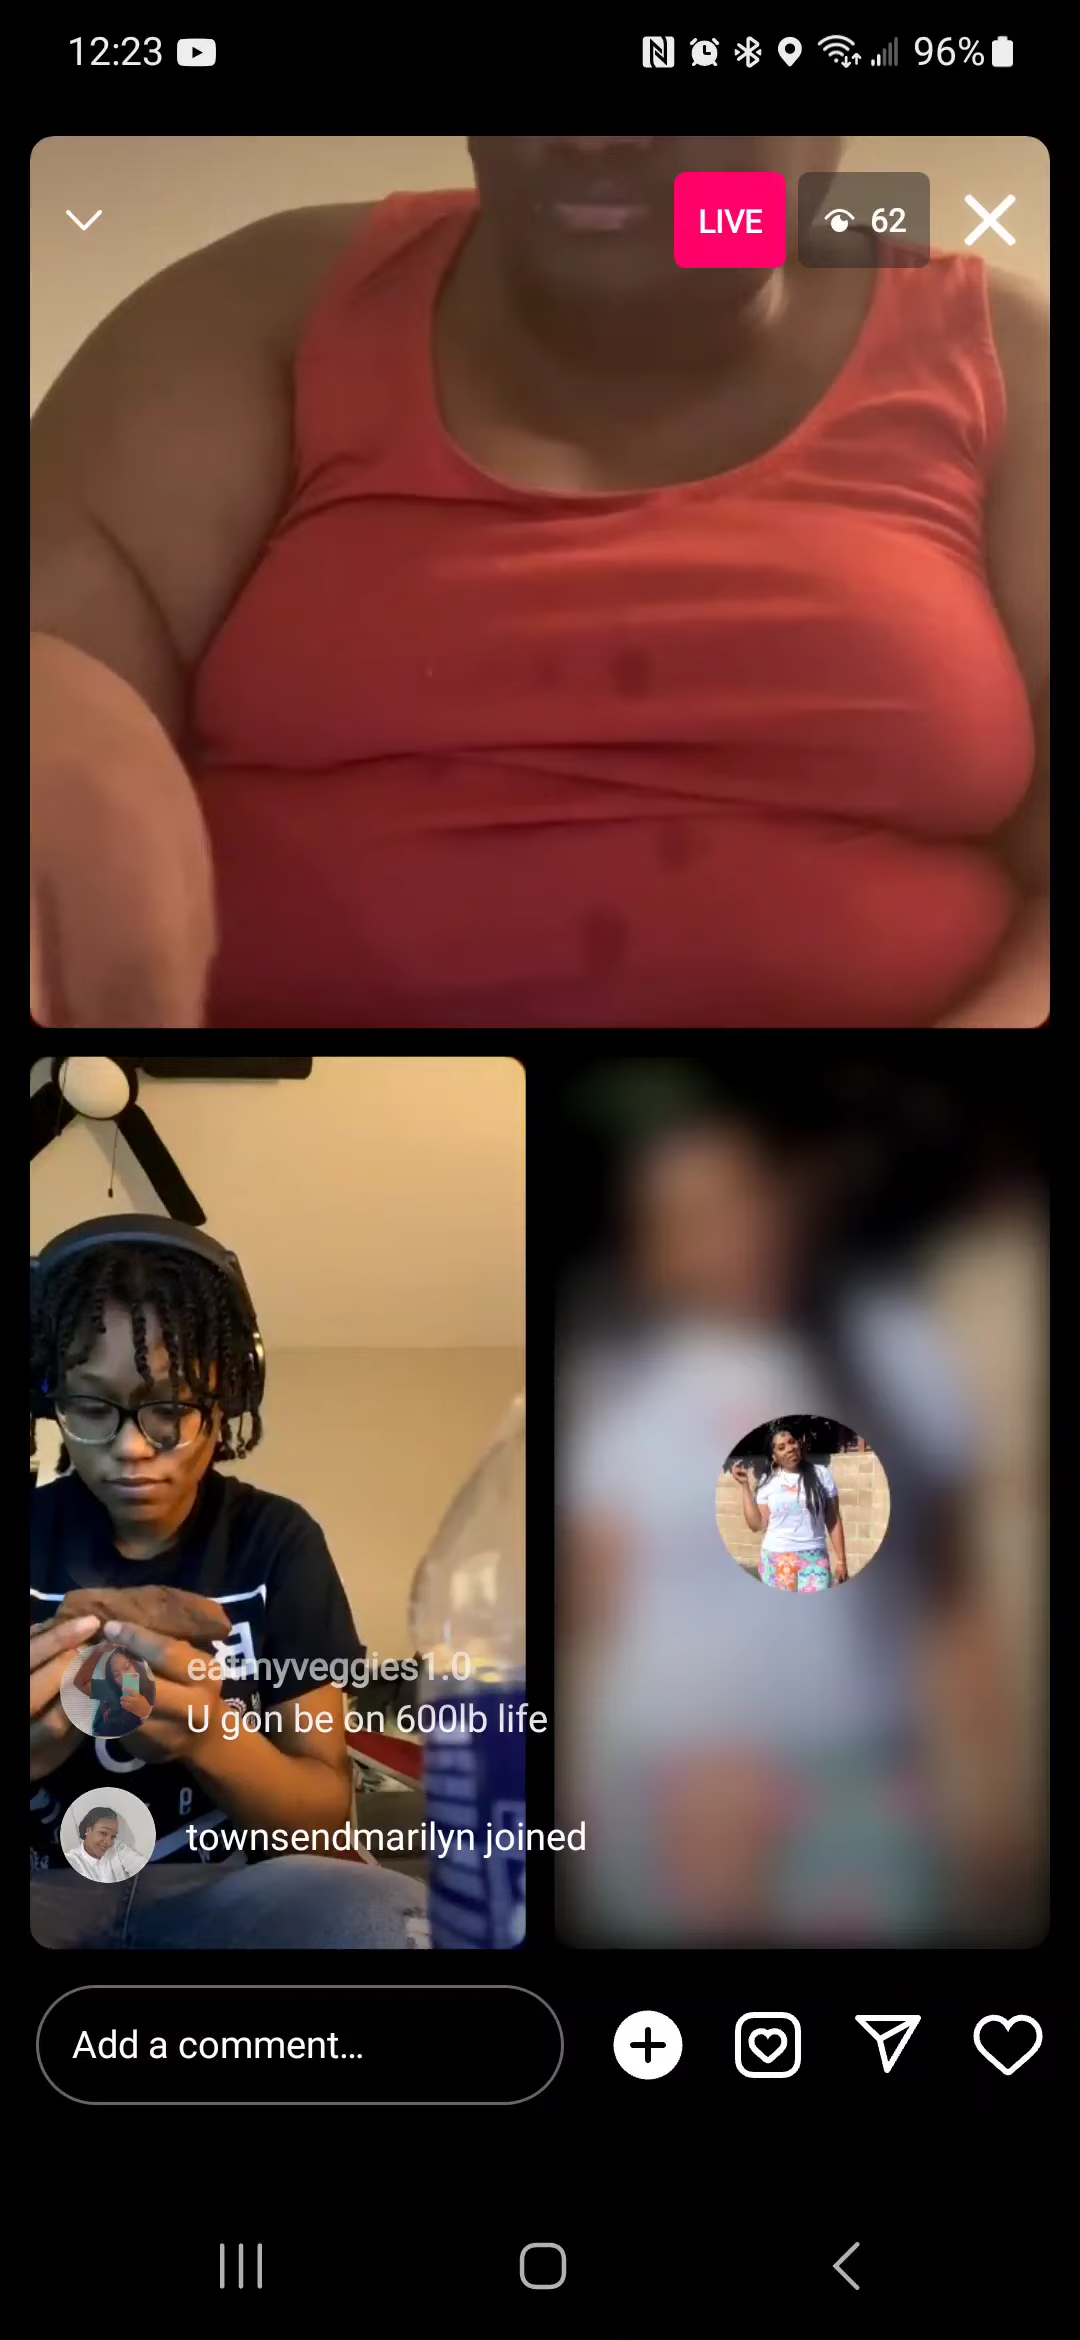 12:23
96%
LIVE
62
eatmyveggies1.0
U gon be on 600lb life
townsendmarilyn joined
Add a comment...